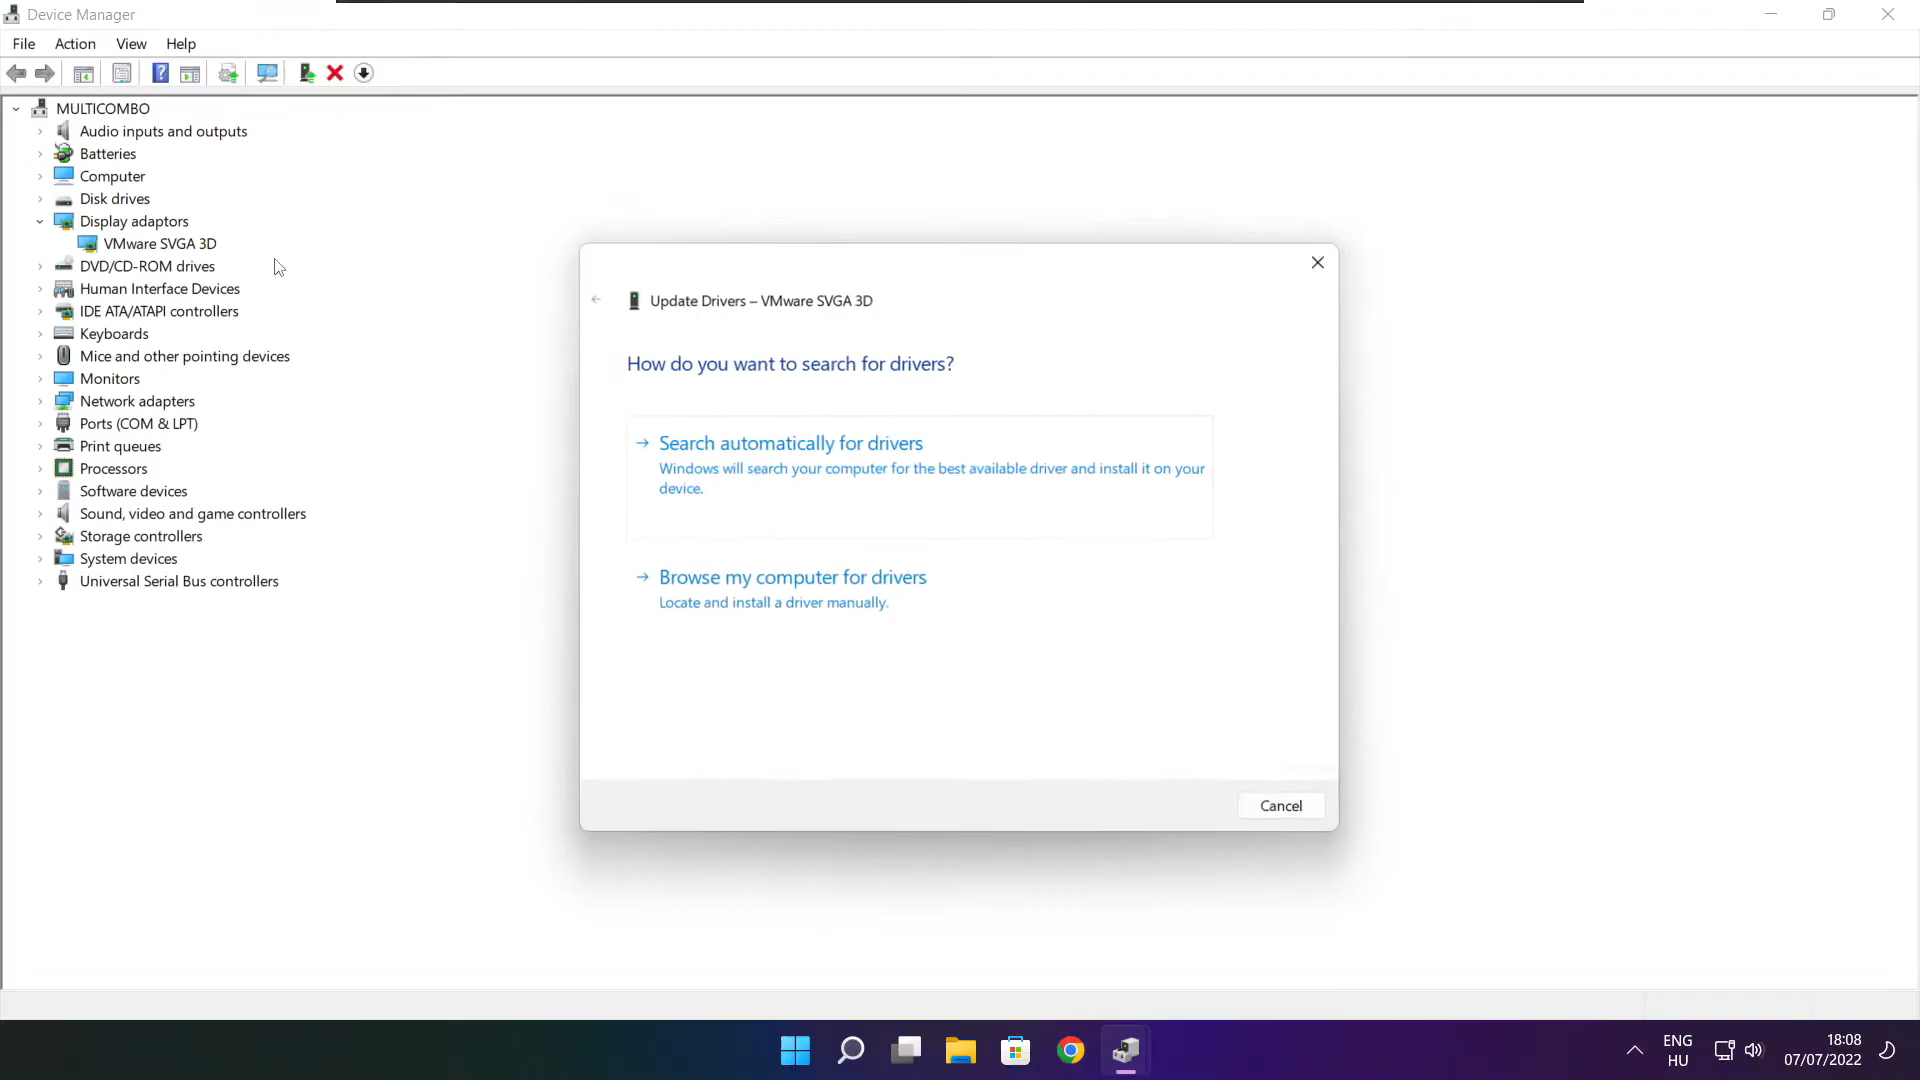 Device Manager
File Action View Help
MULTICOMBO
Audio inputs and outputs
Batteries
Computer
Disk drives
Display adaptors
VMware SVGA 3D
DVD/CD-ROM drives
Human Interface Devices
IDE ATA/ATAPI controllers
Keyboards
Mice and other pointing devices
Monitors
Network adapters
Ports (COM & LPT)
Print queues
Processors
Software devices
Sound, video and game controllers
Storage controllers
System devices
Universal Serial Bus controllers
Update Drivers – VMware SVGA 3D
How do you want to search for drivers?
Search automatically for drivers
Windows will search your computer for the best available driver and install it on your
device.
Browse my computer for drivers
Locate and install a driver manually.
Cancel
ENG
HU
18:08
07/07/2022